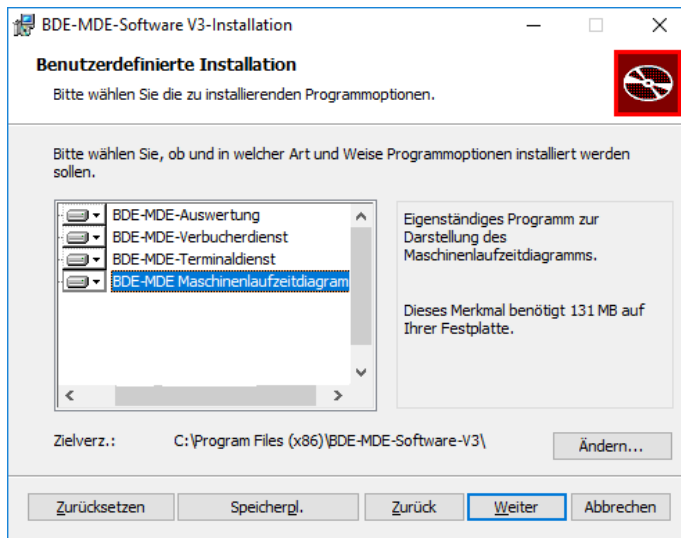 BDE-MDE-Software V3-Installation
Benutzerdefinierte Installation
Bitte wählen Sie die zu installierenden Programmoptionen.
Bitte wählen Sie, ob und in welcher Art und Weise Programmoptionen installiert werden
sollen.
BDE-MDE-Auswertung
BDE-MDE-Verbucherdienst
BDE-MDE-Terminaldienst
BDE-MDE Maschinenlaufzeitdiagram
Eigenständiges Programm zur
Darstellung des
Maschinenlaufzeitdiagramms.
Dieses Merkmal benötigt 131 MB auf
Ihrer Festplatte.
Zielverz.: C:\Program Files (x86)\BDE-MDE-Software-V3\
Ändern...
Zurücksetzen Speicherpl. Zurück Weiter Abbrechen